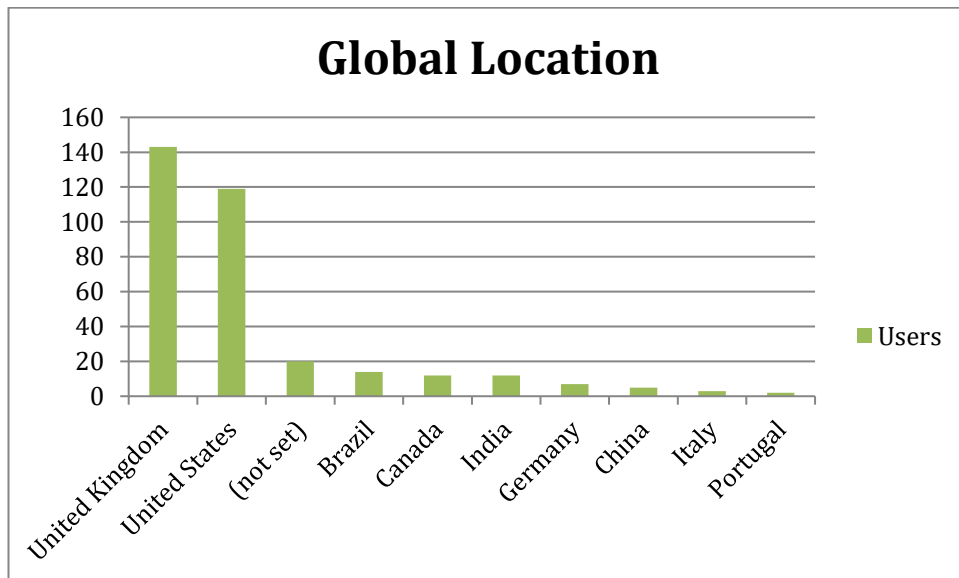 Global Location
160
140
120
100
80
60
40
20
0
United Kingdom
United States
(not set)
Brazil
Canada
India
Germany
China
Italy
Portugal
Users